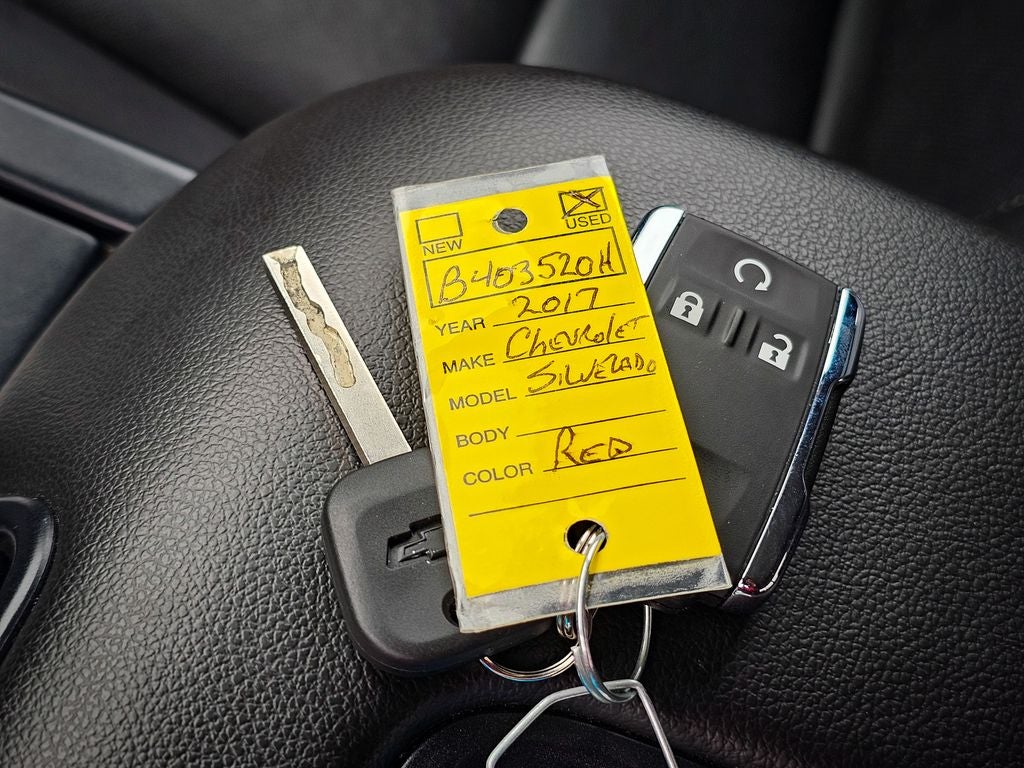 NEW
USED
B403520H
YEAR 2017
MAKE CHEVROLET
MODEL SILVERADO
BODY
COLOR RED